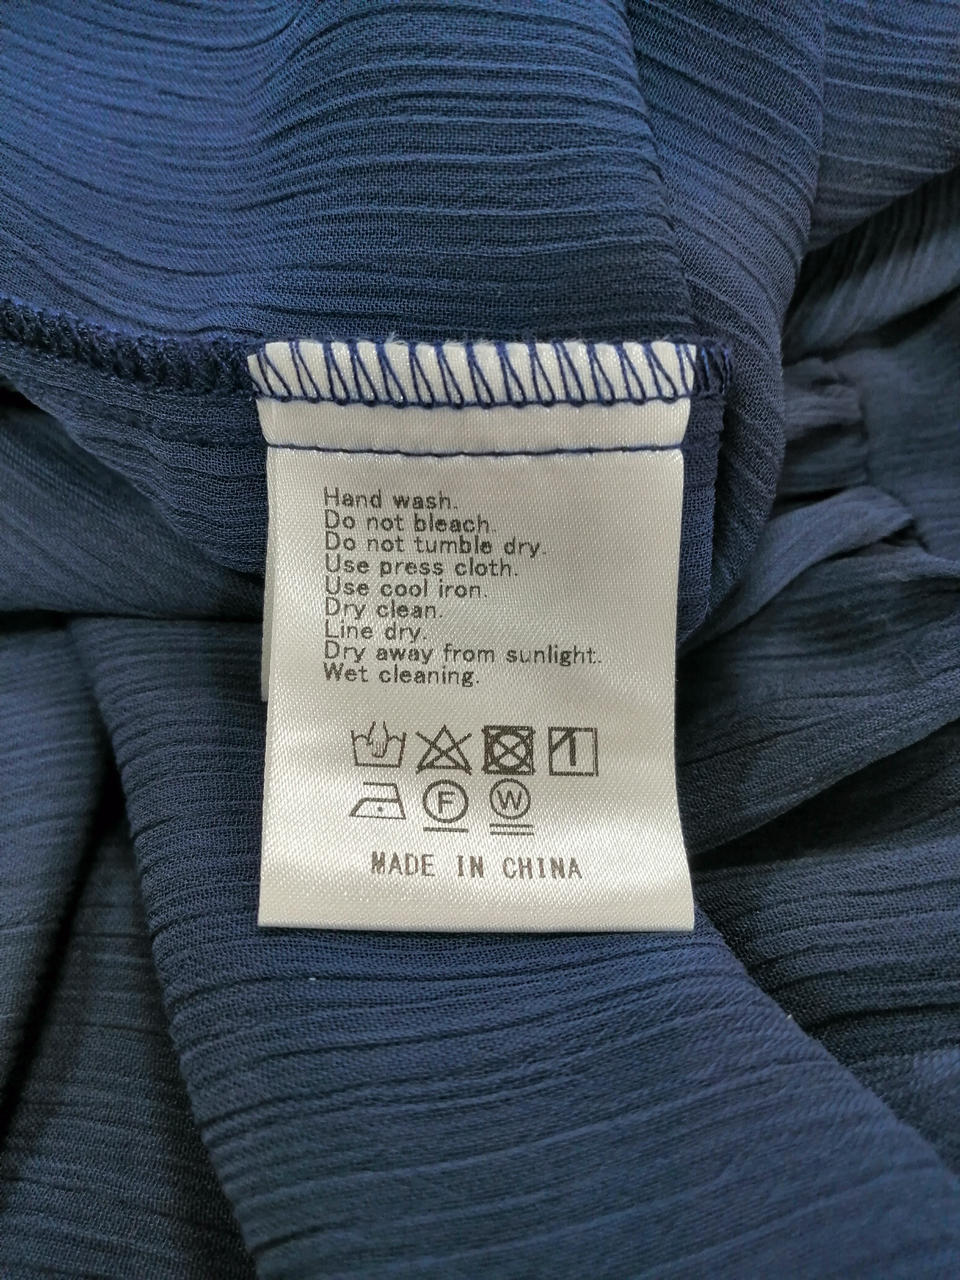 Hand wash.
Do not bleach.
Do not tumble dry.
Use press cloth.
Use cool iron.
Dry clean.
Line dry.
Dry away from sunlight.
Wet cleaning.
F W
MADE IN CHINA